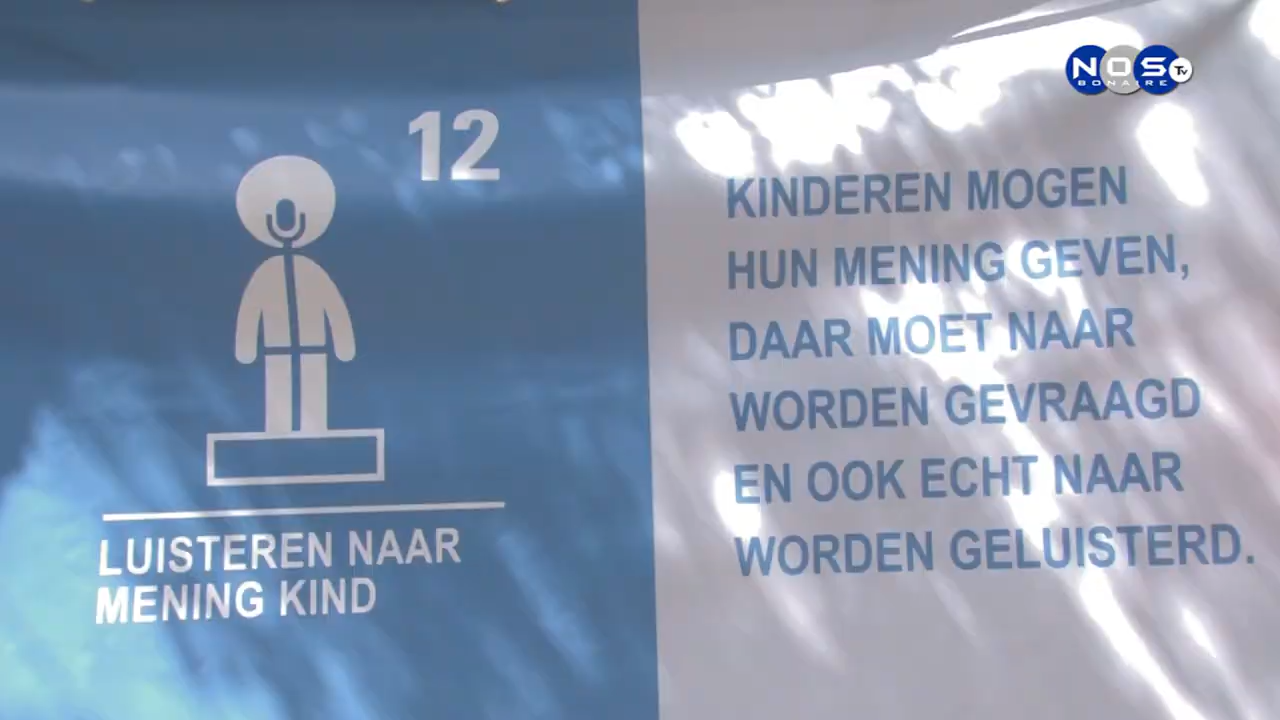 12
LUISTEREN NAAR
MENING KIND
KINDEREN MOGEN
HUN MENING GEVEN,
DAAR MOET NAAR
WORDEN GEVRAAGD
EN OOK ECHT NAAR
WORDEN GELUISTERD.
NOS Tv
BONAIRE